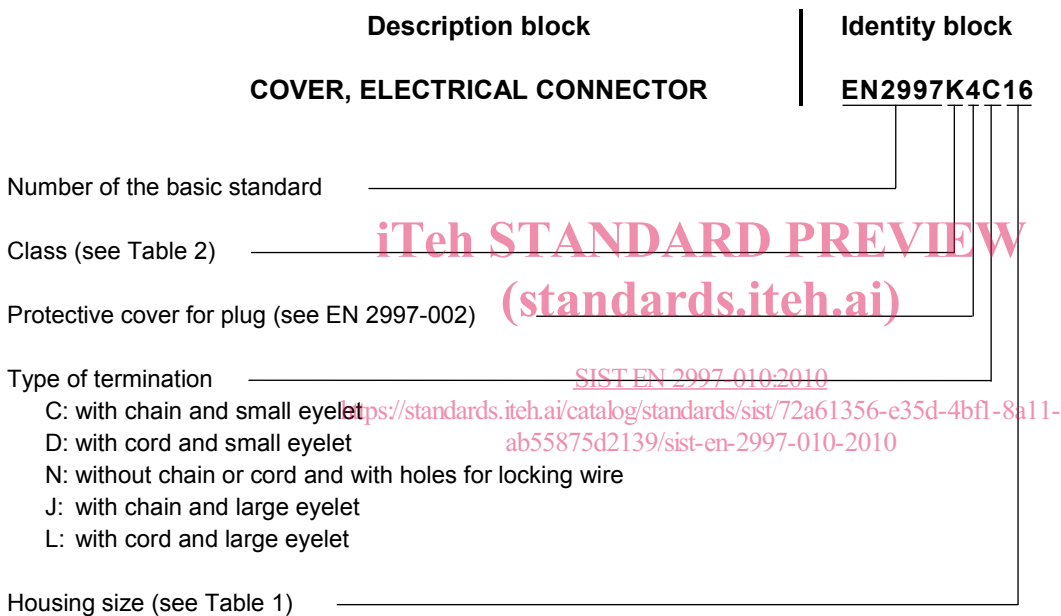 Description block Identity block
COVER, ELECTRICAL CONNECTOR EN2997K4C16
Number of the basic standard
iTeh STANDARD PREVIEW
Class (see Table 2)
(standards.iteh.ai)
Protective cover for plug (see EN 2997-002)
Type of termination
SIST EN 2997-010:2010
C: with chain and small eyelet
https://standards.iteh.ai/catalog/standards/sist/72a61356-e35d-4bf1-8a11-
D: with cord and small eyelet
ab55875d2139/sist-en-2997-010-2010
N: without chain or cord and with holes for locking wire
J: with chain and large eyelet
L: with cord and large eyelet
Housing size (see Table 1)